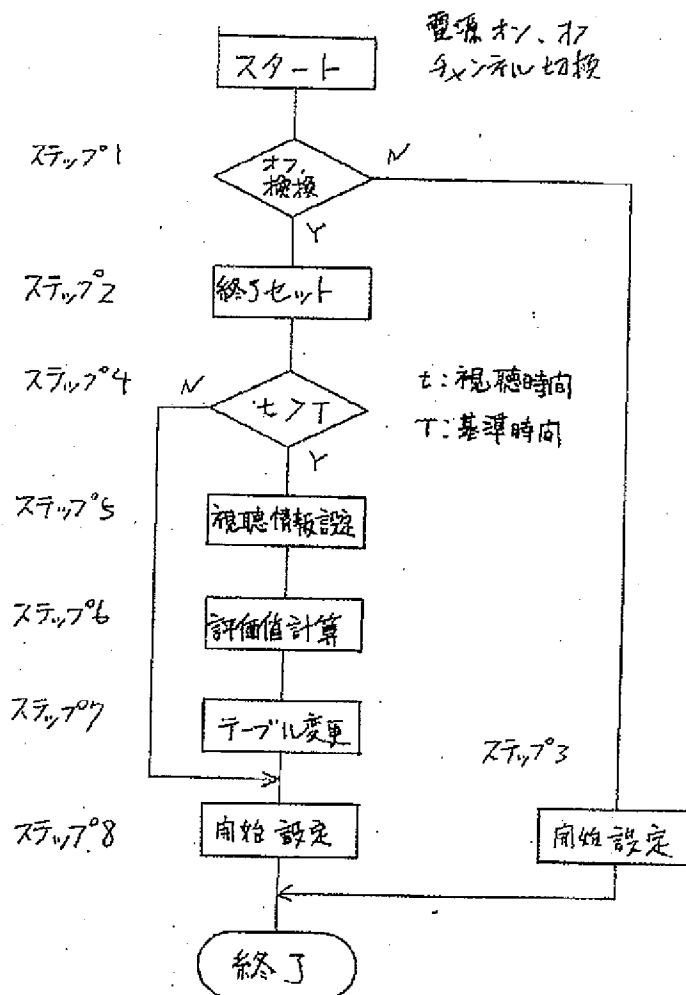 電源オン、オフ
チャンネル切換
スタート
ステップ1
オフ、
換換
N
Y
ステップ2
終了セット
ステップ4
N
t>T
Y
t:視聴時間
T:基準時間
ステップ5
視聴情報設定
ステップ6
評価値計算
ステップ7
テーブル変更
ステップ3
ステップ8
開始設定
開始設定
終了